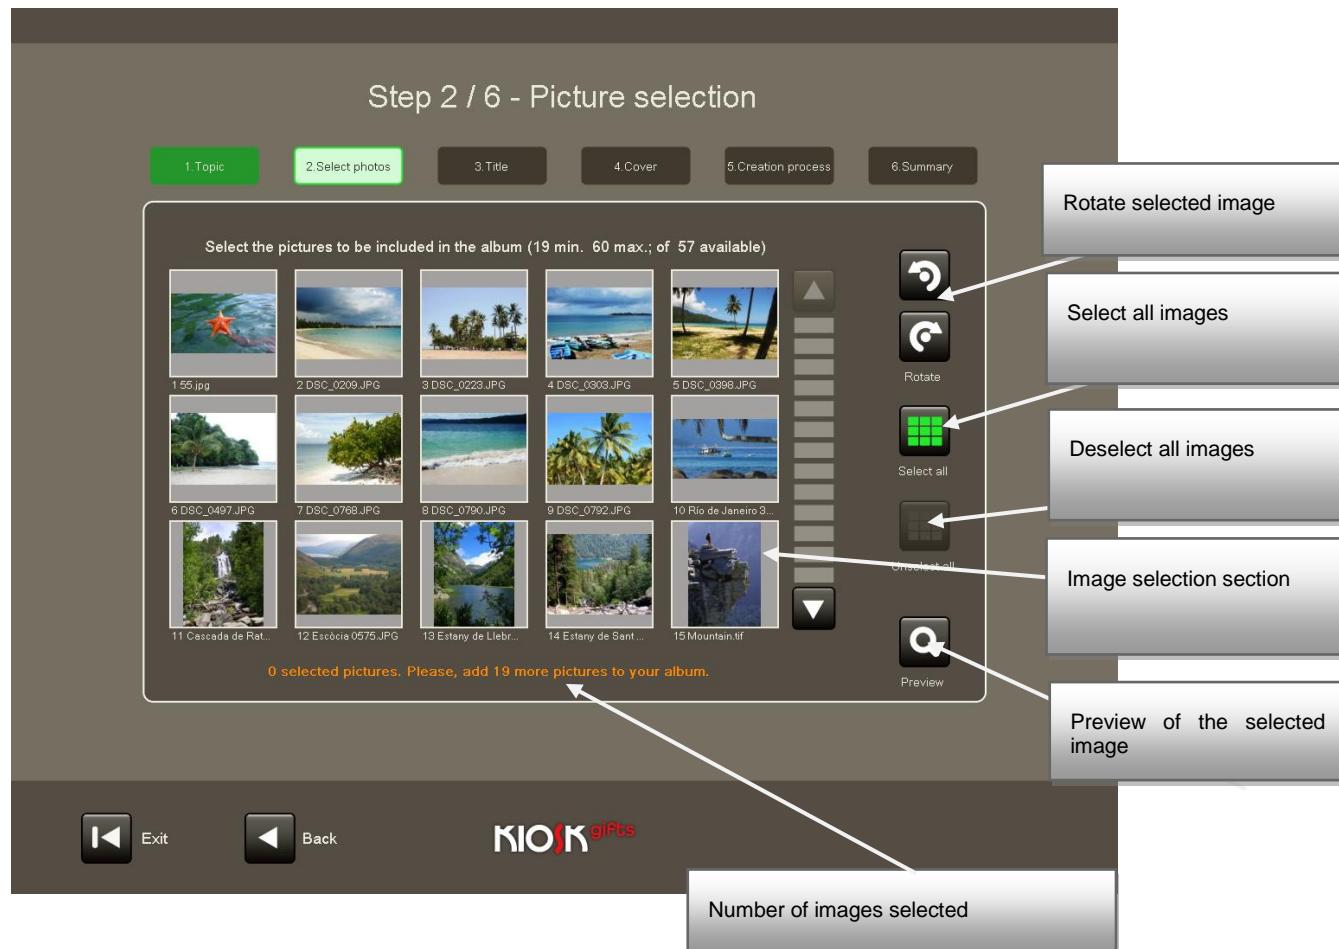 Step 2 / 6 - Picture selection
1.Topic
2.Select photos
3.Title
4.Cover
5.Creation process
6.Summary
Select the pictures to be included in the album (19 min. 60 max.; of 57 available)
1 55.jpg
2 DSC_0209.JPG
3 DSC_0223.JPG
4 DSC_0303.JPG
5 DSC_0398.JPG
6 DSC_0497.JPG
7 DSC_0768.JPG
8 DSC_0790.JPG
9 DSC_0792.JPG
10 Río de Janeiro 3...
11 Cascada de Rat...
12 Escòcia 0575.JPG
13 Estany de Llebr...
14 Estany de Sant ...
15 Mountain.tif
0 selected pictures. Please, add 19 more pictures to your album.
Rotate
Select all
Unselect all
Preview
Rotate selected image
Select all images
Deselect all images
Image selection section
Preview of the selected
image
Exit
Back
KIOSK gifts
Number of images selected